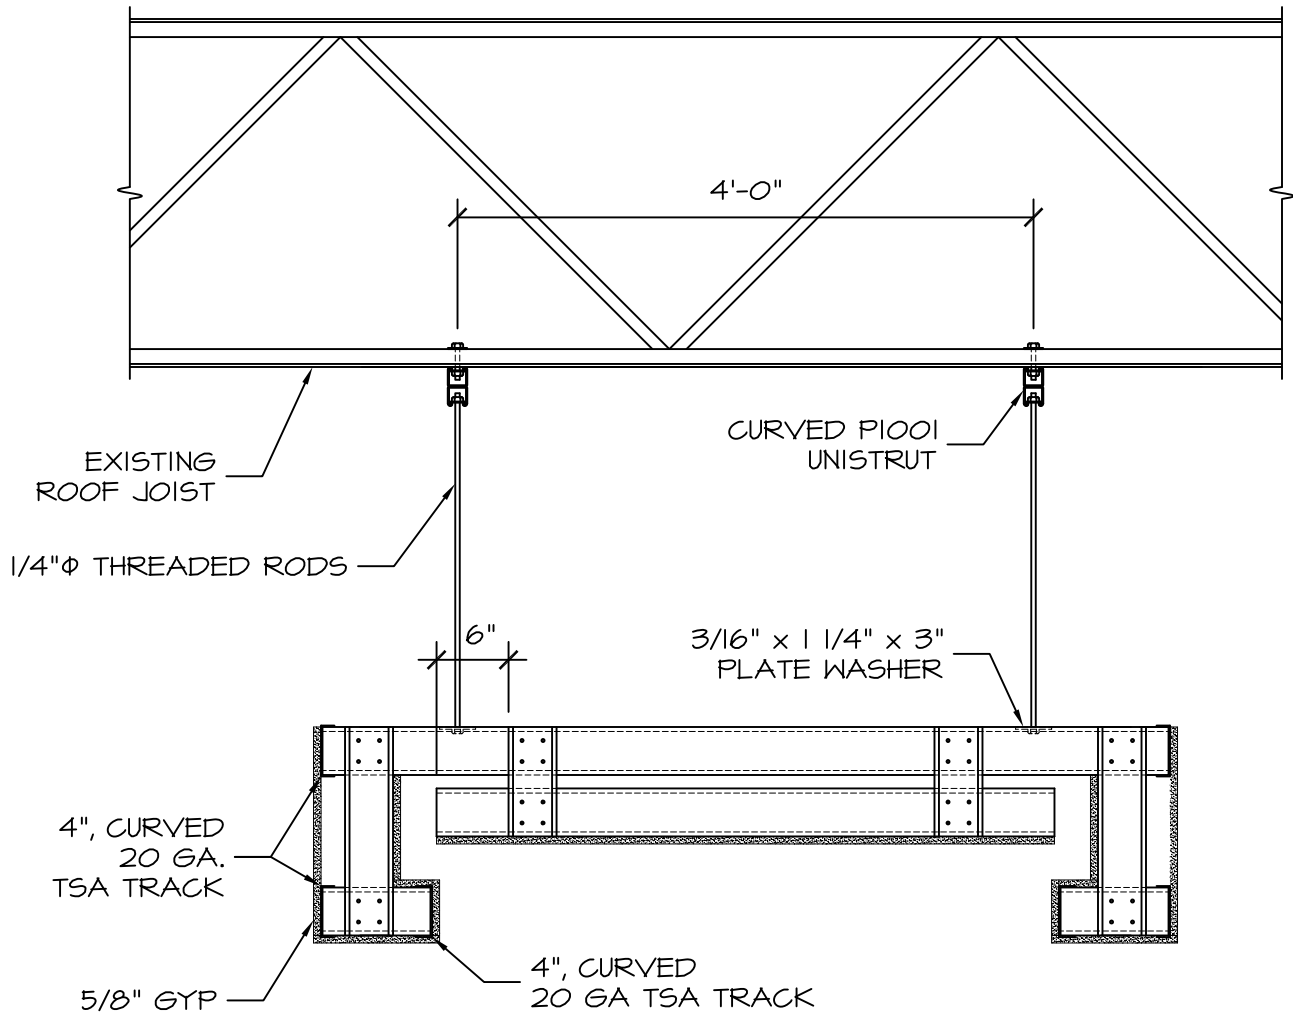 4'-0"
CURVED P1001
UNISTRUT
EXISTING
ROOF JOIST
1/4"Φ THREADED RODS
6"
3/16" x 1 1/4" x 3"
PLATE WASHER
4", CURVED
20 GA.
TSA TRACK
4", CURVED
20 GA TSA TRACK
5/8" GYP